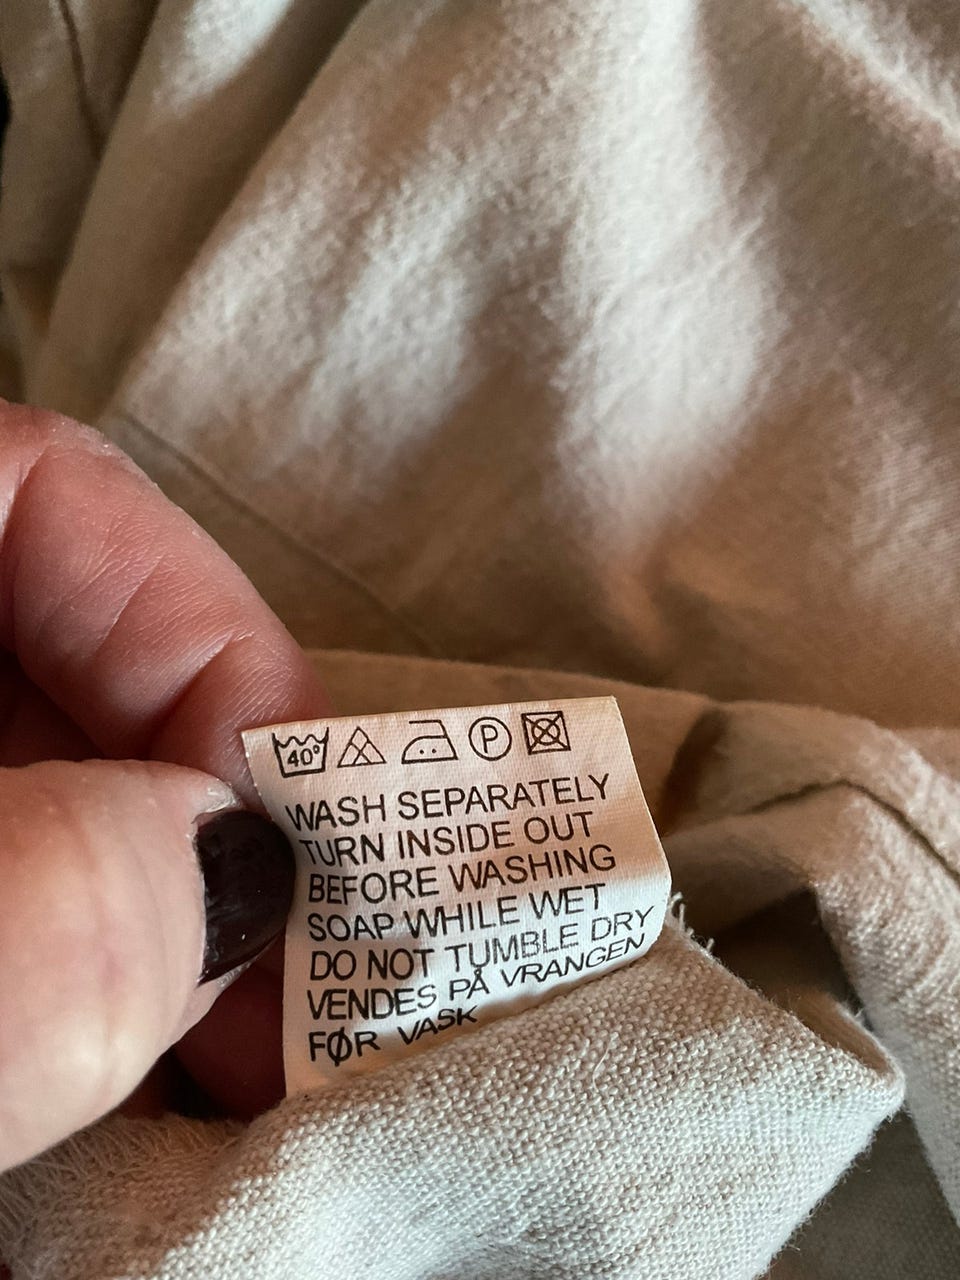 40°
P
WASH SEPARATELY
TURN INSIDE OUT
BEFORE WASHING
SOAP WHILE WET
DO NOT TUMBLE DRY
VENDES PÅ VRANGEN
FØR VASK